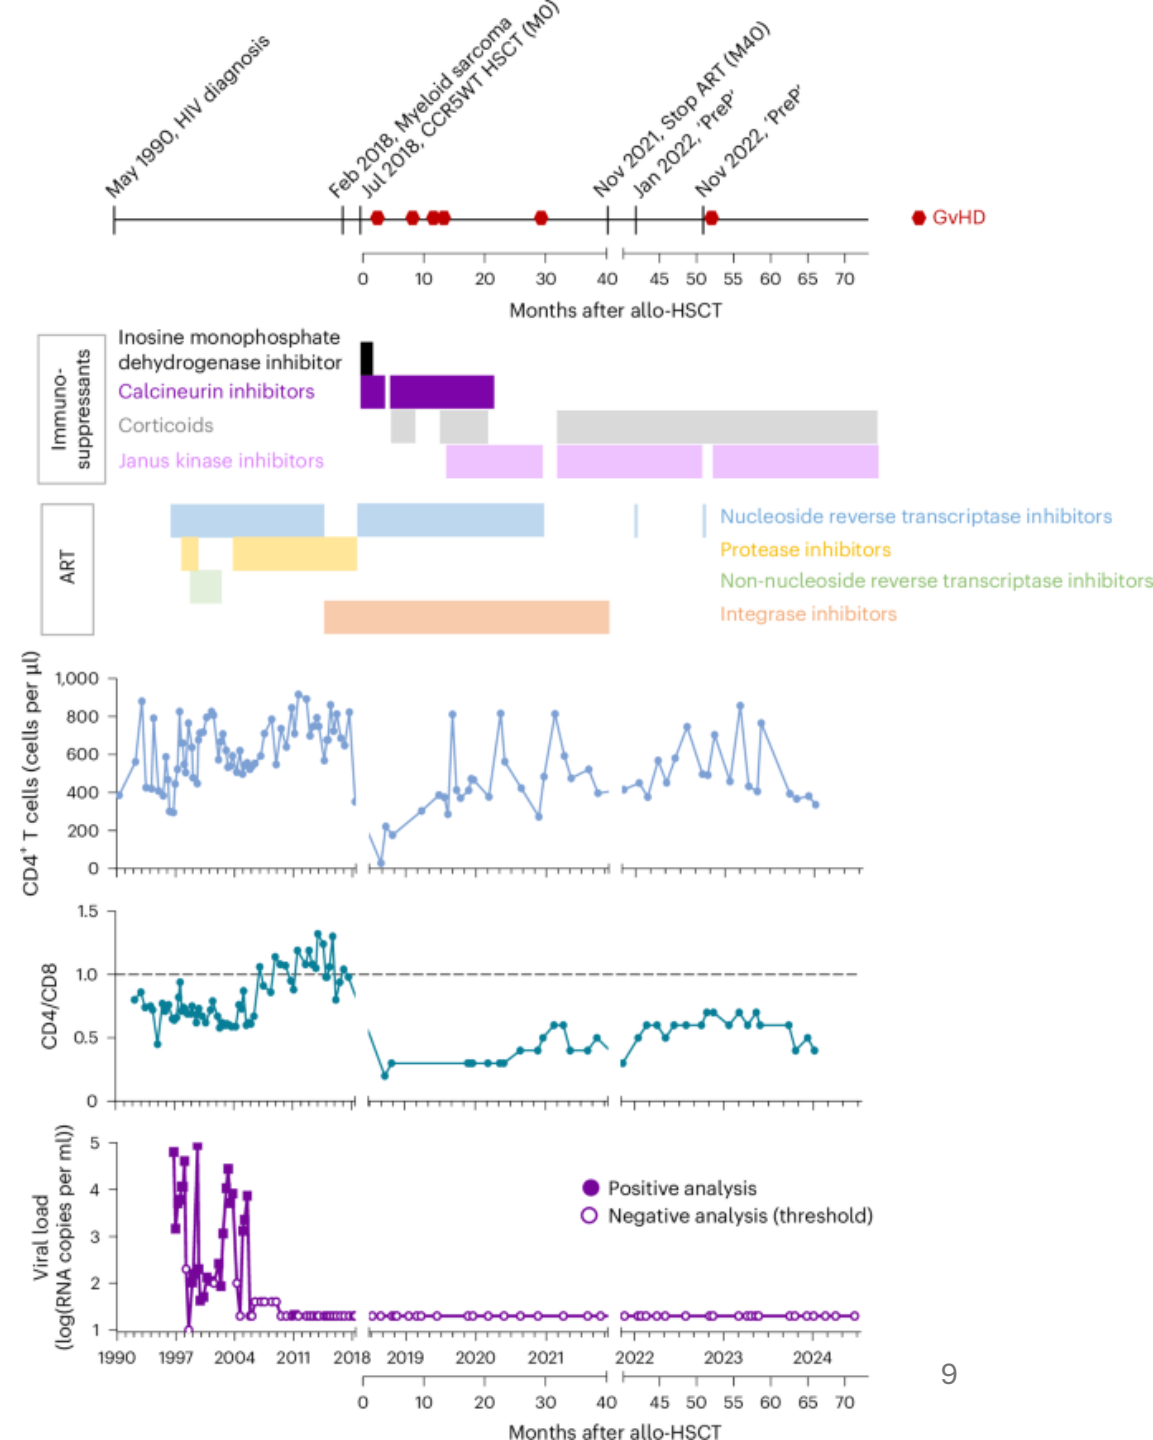 May 1990, HIV diagnosis
Feb 2018, Myeloid sarcoma
Jul 2018, CCR5WT HSCT (M0)
Nov 2021, Stop ART (M40)
Jan 2022, ‘PreP’
Nov 2022, ‘PreP’
GvHD
0 10 20 30 40 45 50 55 60 65 70
Months after allo-HSCT
Immuno-
suppressants
Inosine monophosphate
dehydrogenase inhibitor
Calcineurin inhibitors
Corticoids
Janus kinase inhibitors
ART
Nucleoside reverse transcriptase inhibitors
Protease inhibitors
Non-nucleoside reverse transcriptase inhibitors
Integrase inhibitors
CD4⁺ T cells (cells per µl)
1,000
800
600
400
200
0
CD4/CD8
1.5
1.0
0.5
0
Viral load
(log(RNA copies per ml))
5
4
3
2
1
Positive analysis
Negative analysis (threshold)
1990 1997 2004 2011 2018 2019 2020 2021 2022 2023 2024
0 10 20 30 40 45 50 55 60 65 70
Months after allo-HSCT
9